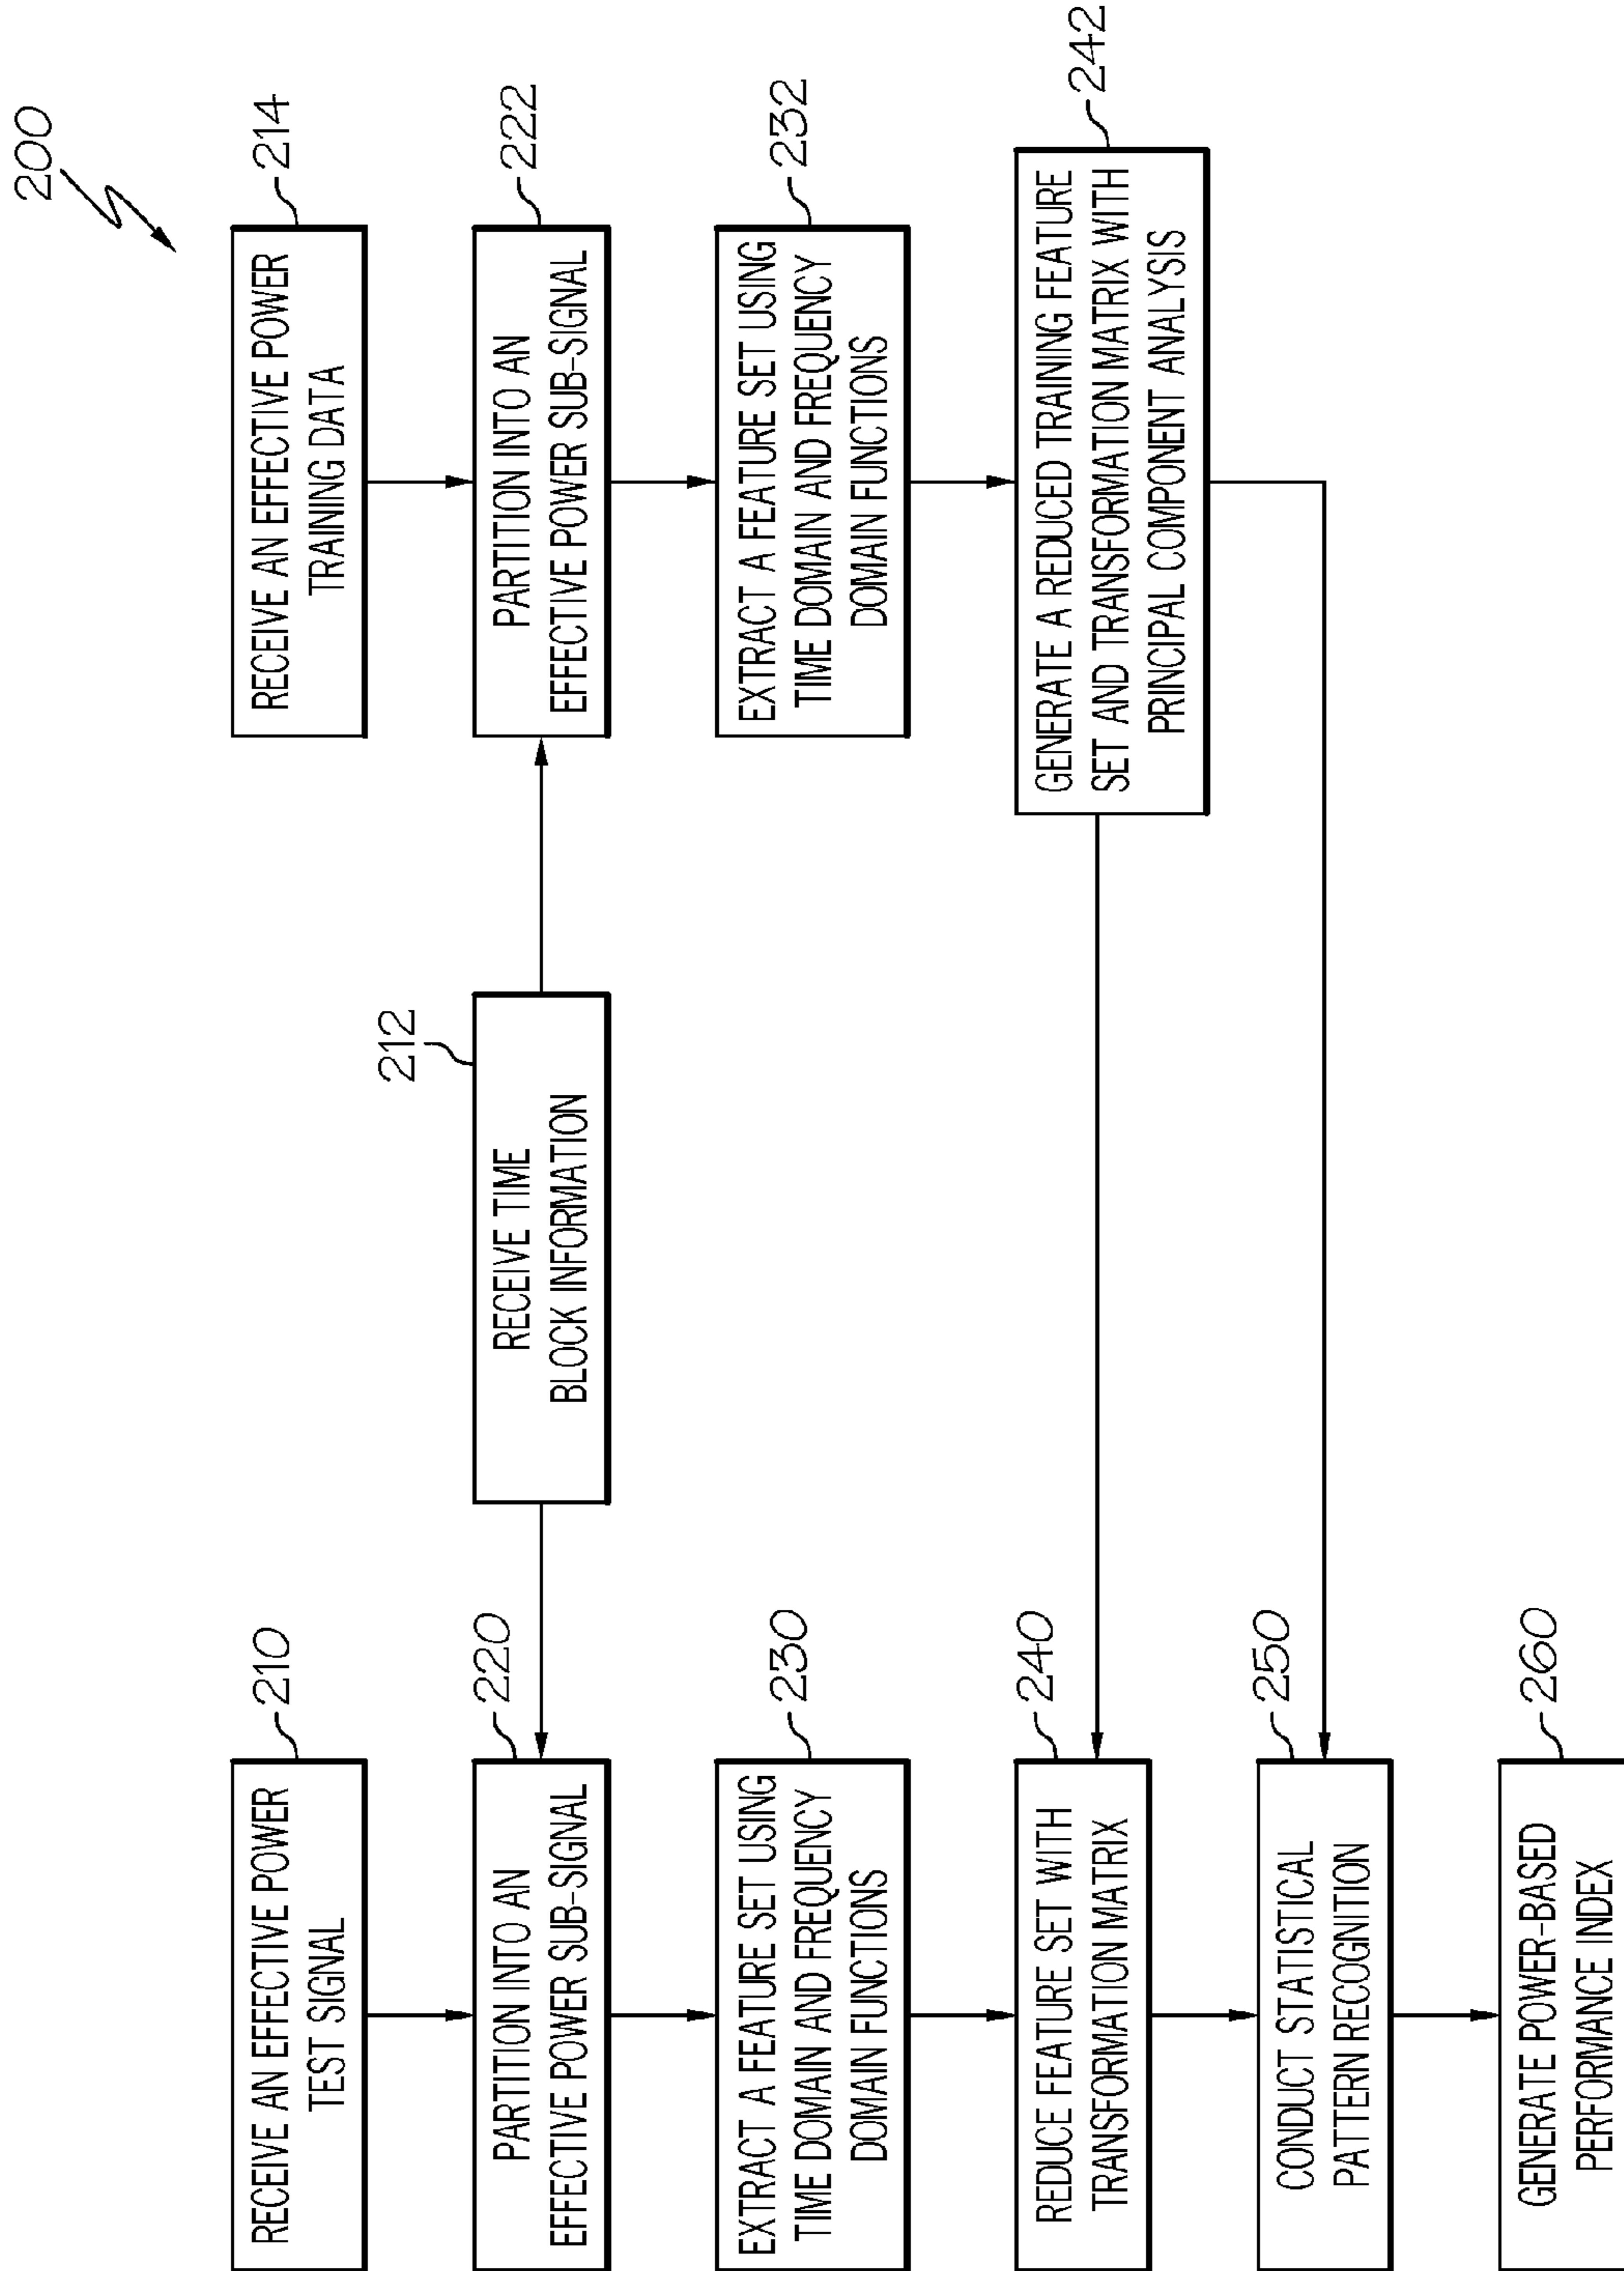 200
210
RECEIVE AN EFFECTIVE POWER
TEST SIGNAL
214
RECEIVE AN EFFECTIVE POWER
TRAINING DATA
220
PARTITION INTO AN
EFFECTIVE POWER SUB-SIGNAL
212
RECEIVE TIME
BLOCK INFORMATION
222
PARTITION INTO AN
EFFECTIVE POWER SUB-SIGNAL
230
EXTRACT A FEATURE SET USING
TIME DOMAIN AND FREQUENCY
DOMAIN FUNCTIONS
232
EXTRACT A FEATURE SET USING
TIME DOMAIN AND FREQUENCY
DOMAIN FUNCTIONS
240
REDUCE FEATURE SET WITH
TRANSFORMATION MATRIX
242
GENERATE A REDUCED TRAINING FEATURE
SET AND TRANSFORMATION MATRIX WITH
PRINCIPAL COMPONENT ANALYSIS
250
CONDUCT STATISTICAL
PATTERN RECOGNITION
260
GENERATE POWER-BASED
PERFORMANCE INDEX